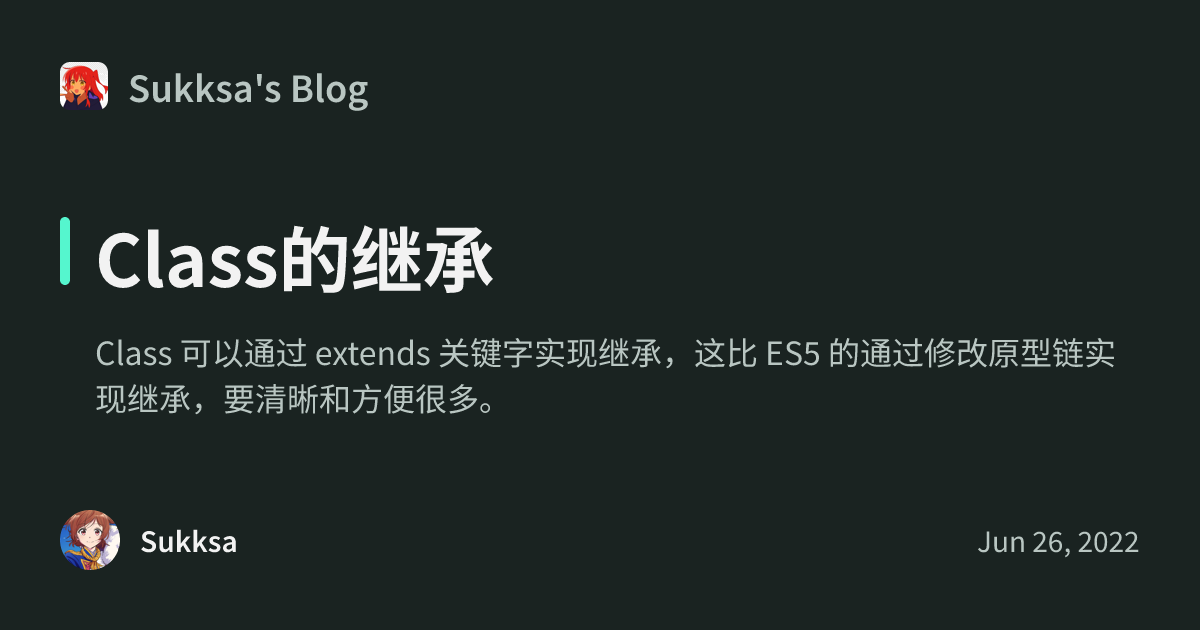 Sukksa's Blog
Class的继承
Class 可以通过 extends 关键字实现继承，这比 ES5 的通过修改原型链实
现继承，要清晰和方便很多。
Sukksa
Jun 26, 2022